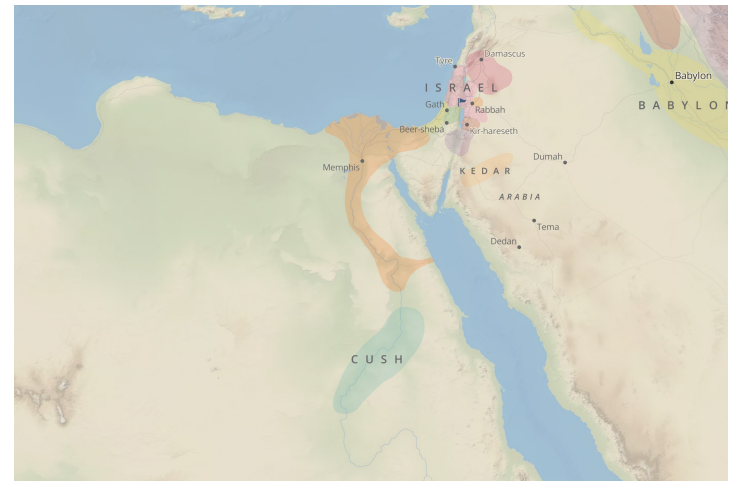 Damascus
Tyre
ISRAEL
Babylon
BABYLON
Gath
Rabbah
Beer-sheba
Kir-hareseth
Dumah
Memphis
KEDAR
ARABIA
Tema
Dedan
CUSH